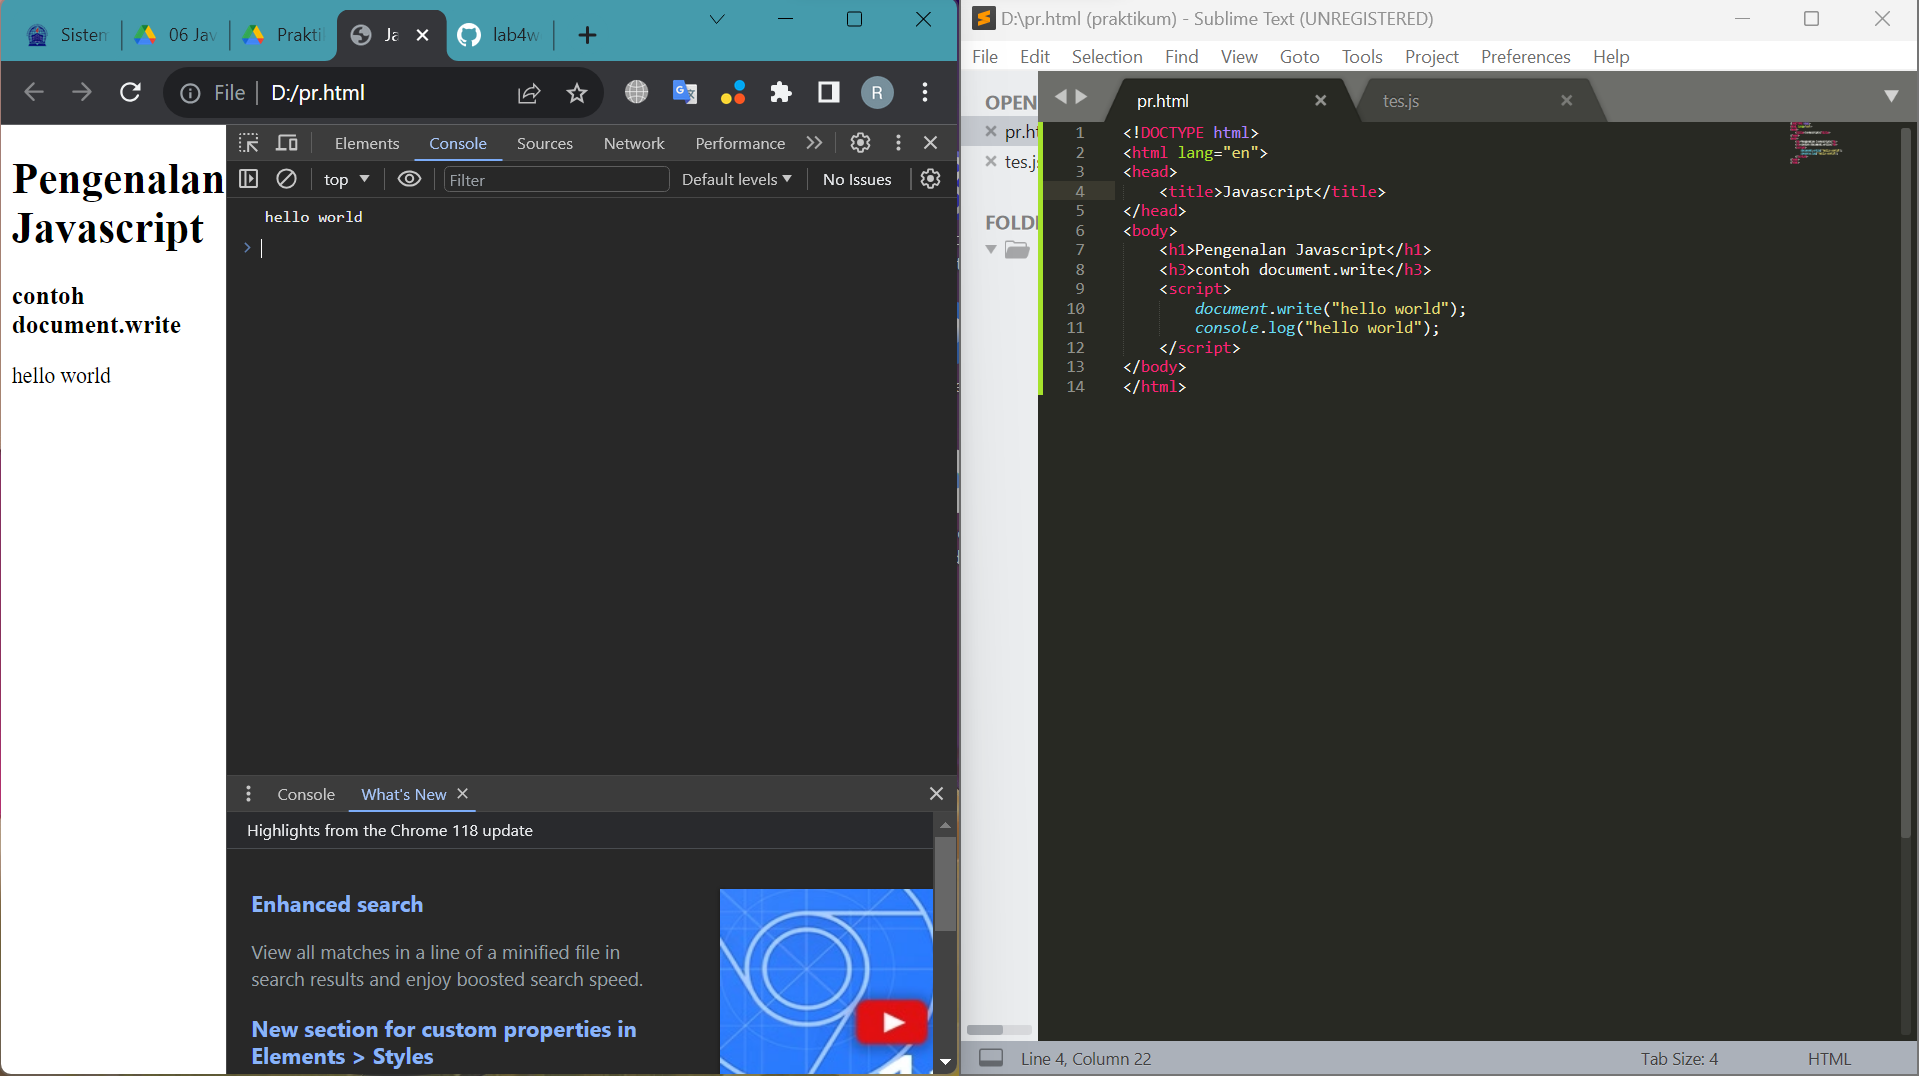 Sistem
06 Jav
Prakti
Ja
lab4w
File
D:/pr.html
R
Pengenalan
Javascript
contoh
document.write
hello world
Elements
Console
Sources
Network
Performance
top
Filter
Default levels
No Issues
hello world
Console
What's New
Highlights from the Chrome 118 update
Enhanced search
View all matches in a line of a minified file in
search results and enjoy boosted search speed.
New section for custom properties in
Elements > Styles
D:\pr.html (praktikum) - Sublime Text (UNREGISTERED)
File Edit Selection Find View Goto Tools Project Preferences Help
OPEN
pr.ht
tes.js
FOLD
pr.html
tes.js
1 <!DOCTYPE html>
2 <html lang="en">
3 <head>
4 <title>Javascript</title>
5 </head>
6 <body>
7 <h1>Pengenalan Javascript</h1>
8 <h3>contoh document.write</h3>
9 <script>
10 document.write("hello world");
11 console.log("hello world");
12 </script>
13 </body>
14 </html>
Line 4, Column 22
Tab Size: 4
HTML